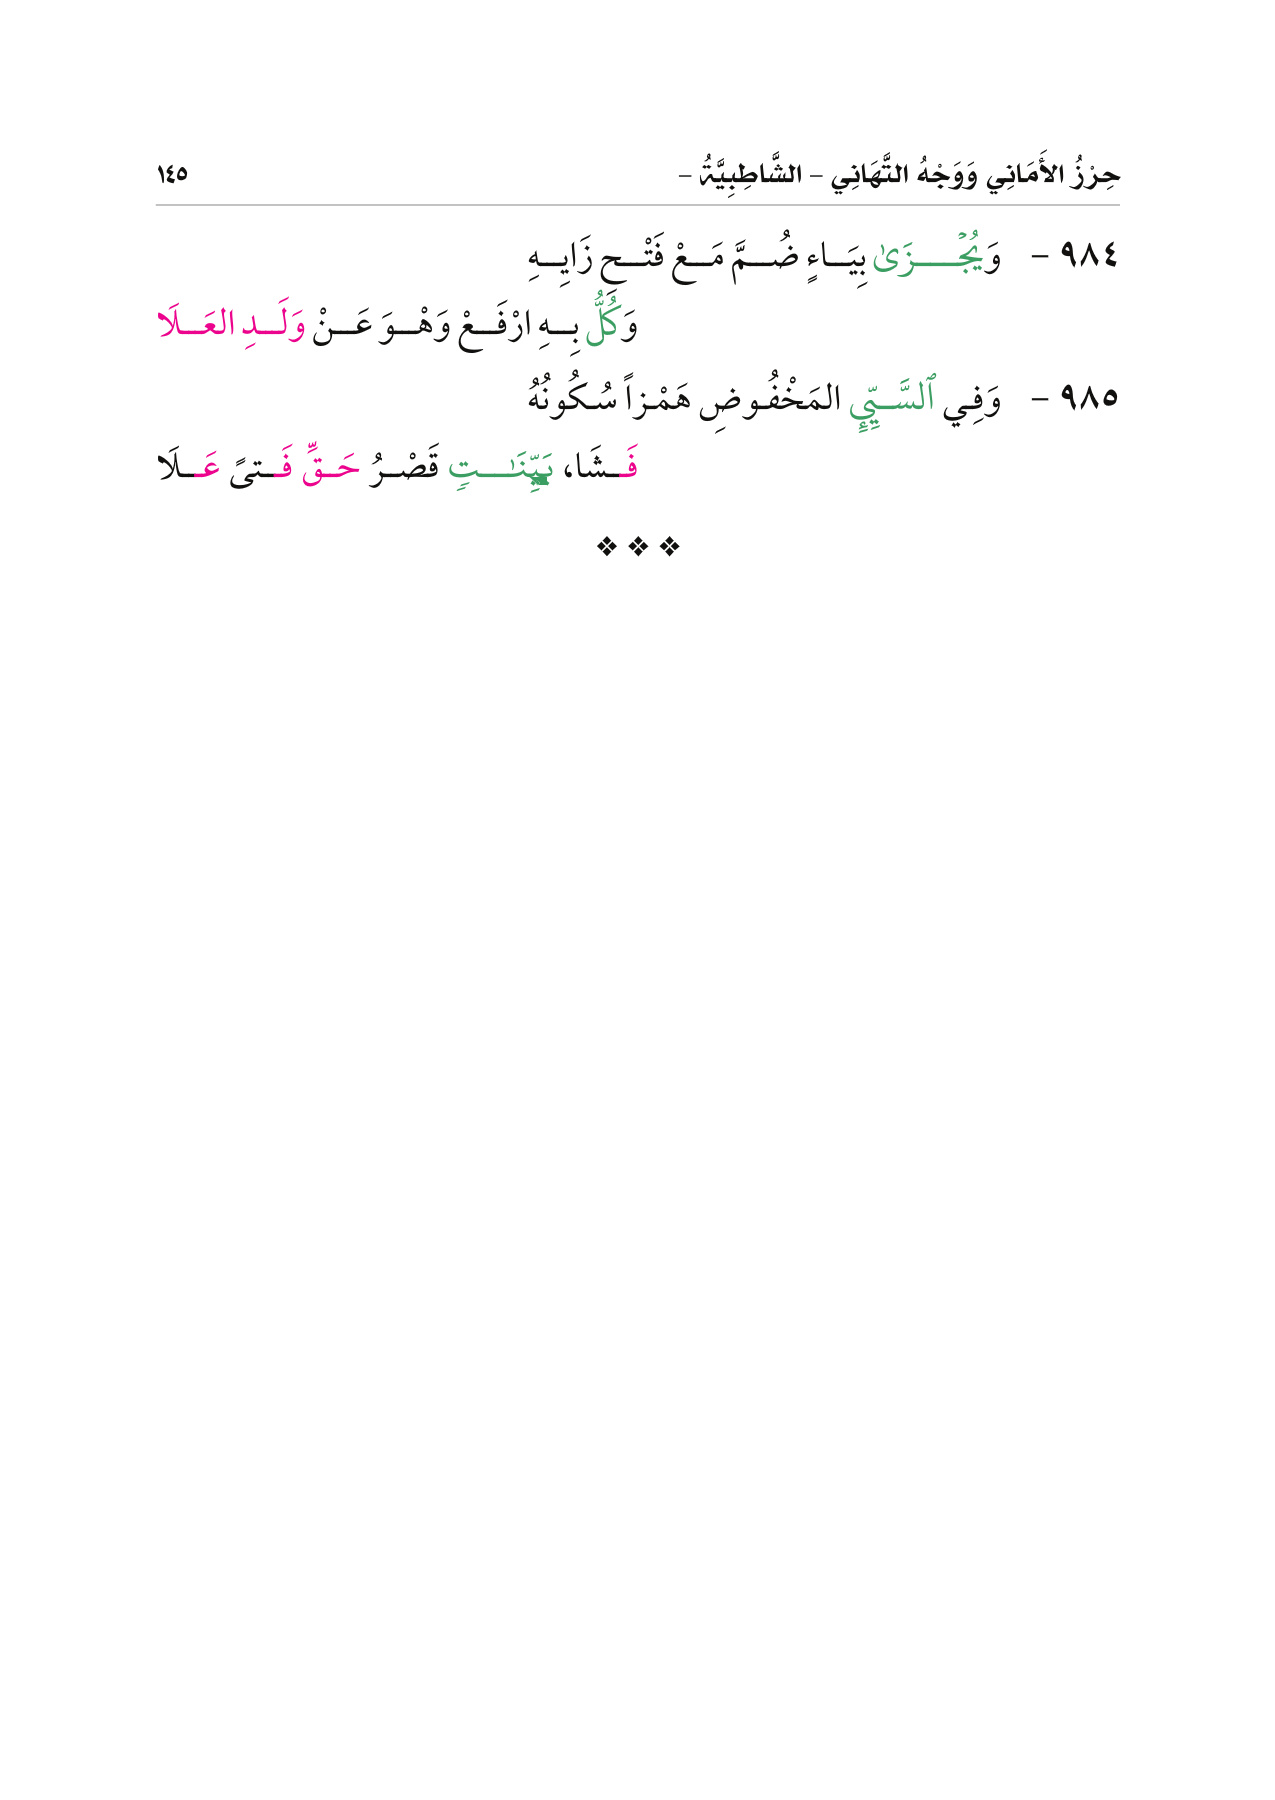 حِرْزُ الأَمَانِي وَوَجْهُ التَّهَانِي – الشَّاطِبِيَّةُ – ١٤٥
٩٨٤ – وَيُجْزَىٰ بِيَاءٍ ضُمَّ مَعْ فَتْحِ زَايِهِ
وَكُلُّ بِهِ ارْفَعْ وَهْوَ عَنْ وَلَدِ العَلَا
٩٨٥ – وَفِي ٱلسَّيِّئِ المَخْفُوضِ هَمْزاً سُكُونُهُ
فَشَا، بَيِّنَٰتٍ قَصْرُ حَقٍّ فَتىً عَلَا
❖ ❖ ❖